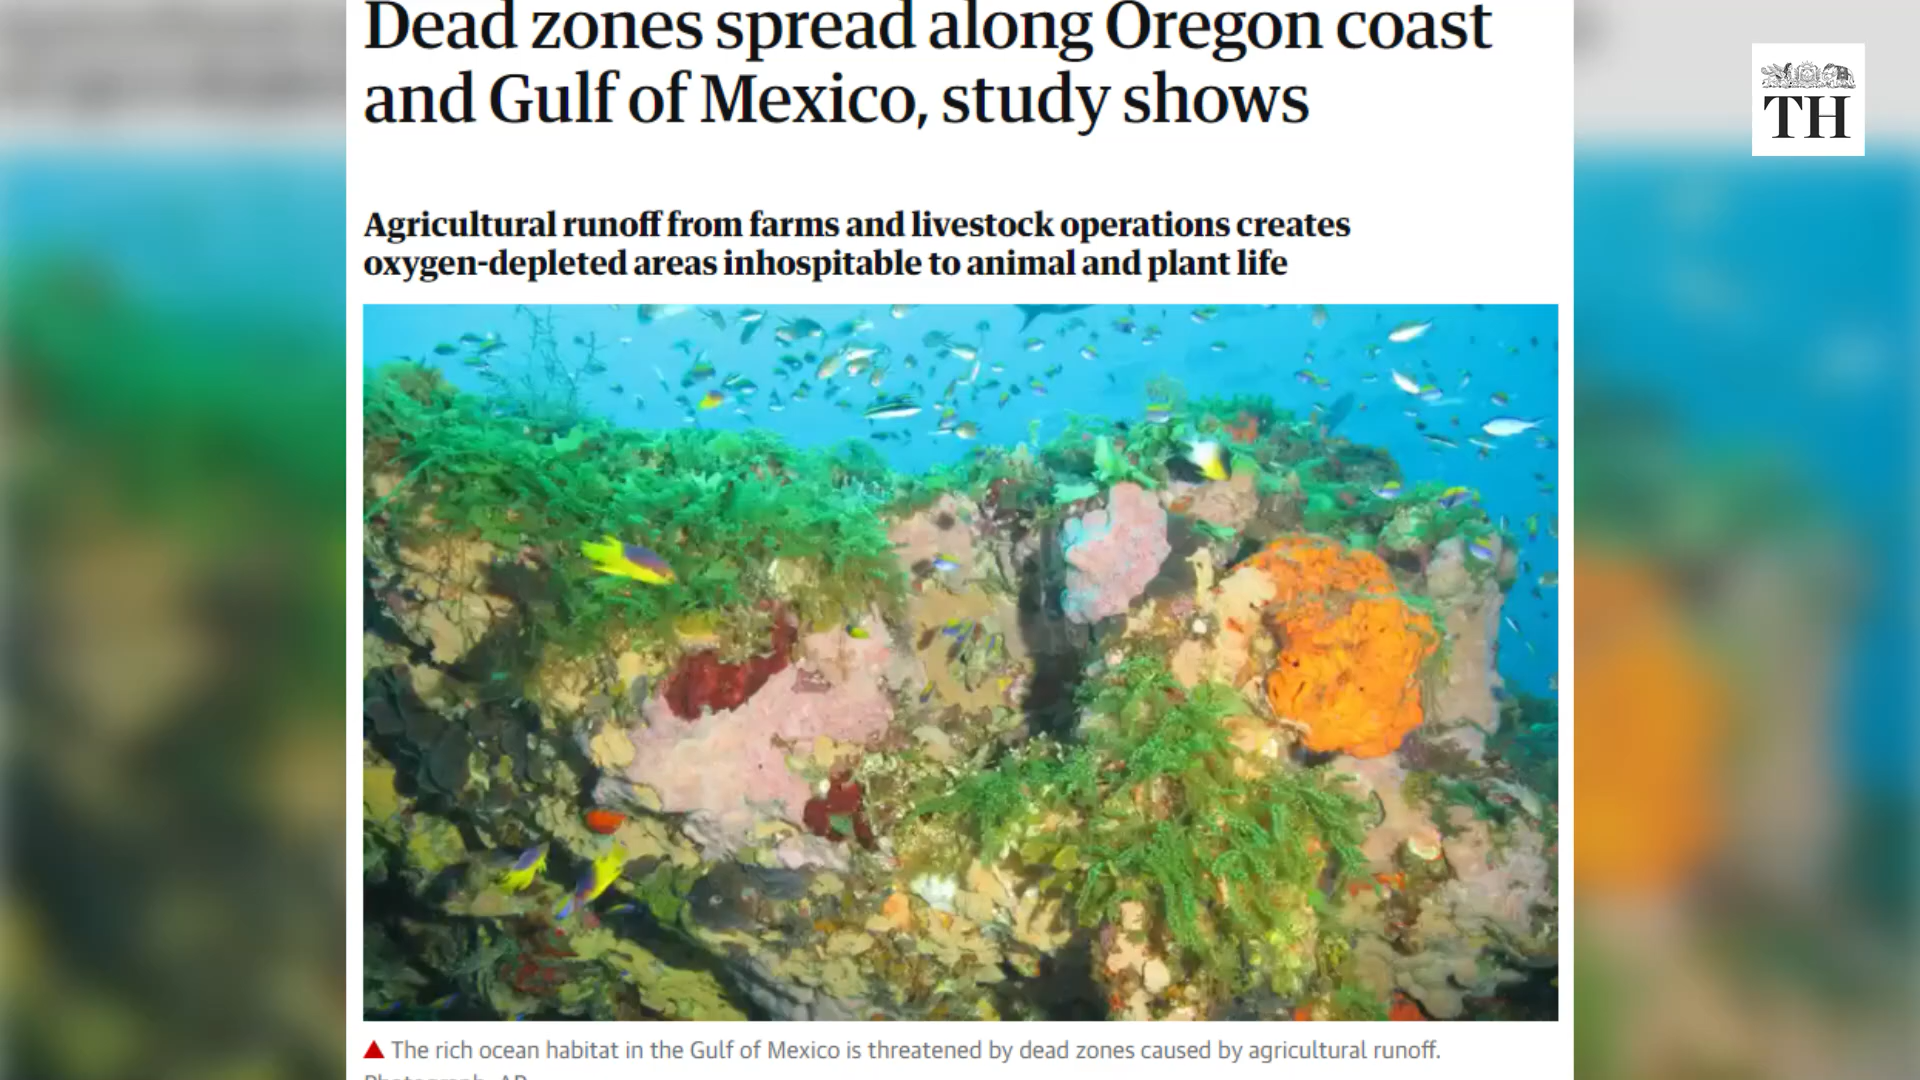 Dead zones spread along Oregon coast
and Gulf of Mexico, study shows
TH
Agricultural runoff from farms and livestock operations creates
oxygen-depleted areas inhospitable to animal and plant life
The rich ocean habitat in the Gulf of Mexico is threatened by dead zones caused by agricultural runoff.
Photograph: AP